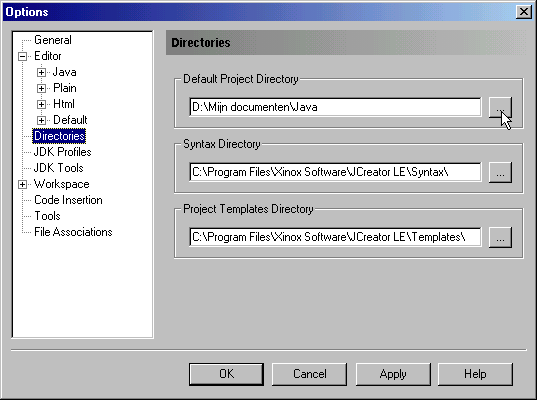 Options
General
Editor
Java
Plain
Html
Default
Directories
JDK Profiles
JDK Tools
Workspace
Code Insertion
Tools
File Associations
Directories
Default Project Directory
D:\Mijn documenten\Java
...
Syntax Directory
C:\Program Files\Xinox Software\JCreator LE\Syntax\
...
Project Templates Directory
C:\Program Files\Xinox Software\JCreator LE\Templates\
...
OK
Cancel
Apply
Help